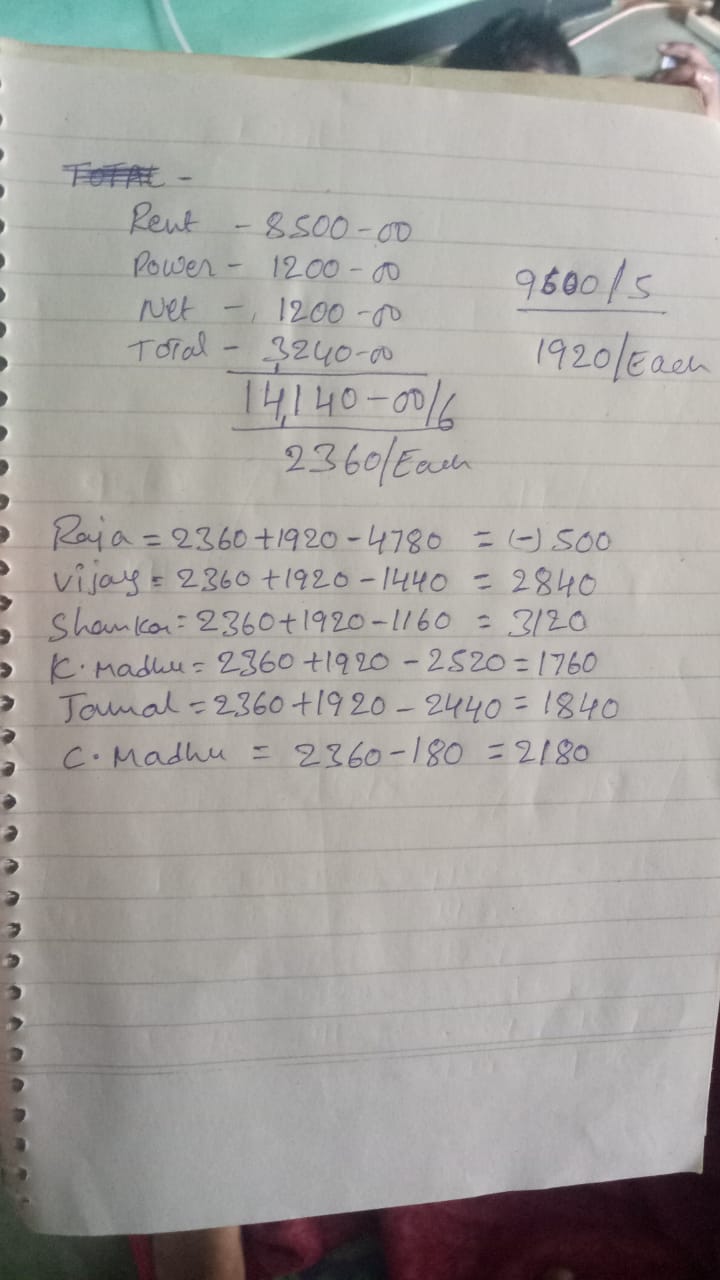 TOTAL -
Rent - 8500-00
Power - 1200-00
Net - 1200-00
Total - 3,240-00
14,140-00/6
2360/Each
9600/5
1920/Each
Raja = 2360+1920-4780 = (-) 500
Vijay = 2360+1920-1440 = 2840
Shankar = 2360+1920-1160 = 3120
K. Madhu = 2360+1920-2520 = 1760
Jamal = 2360+1920-2440 = 1840
C. Madhu = 2360-180 = 2180